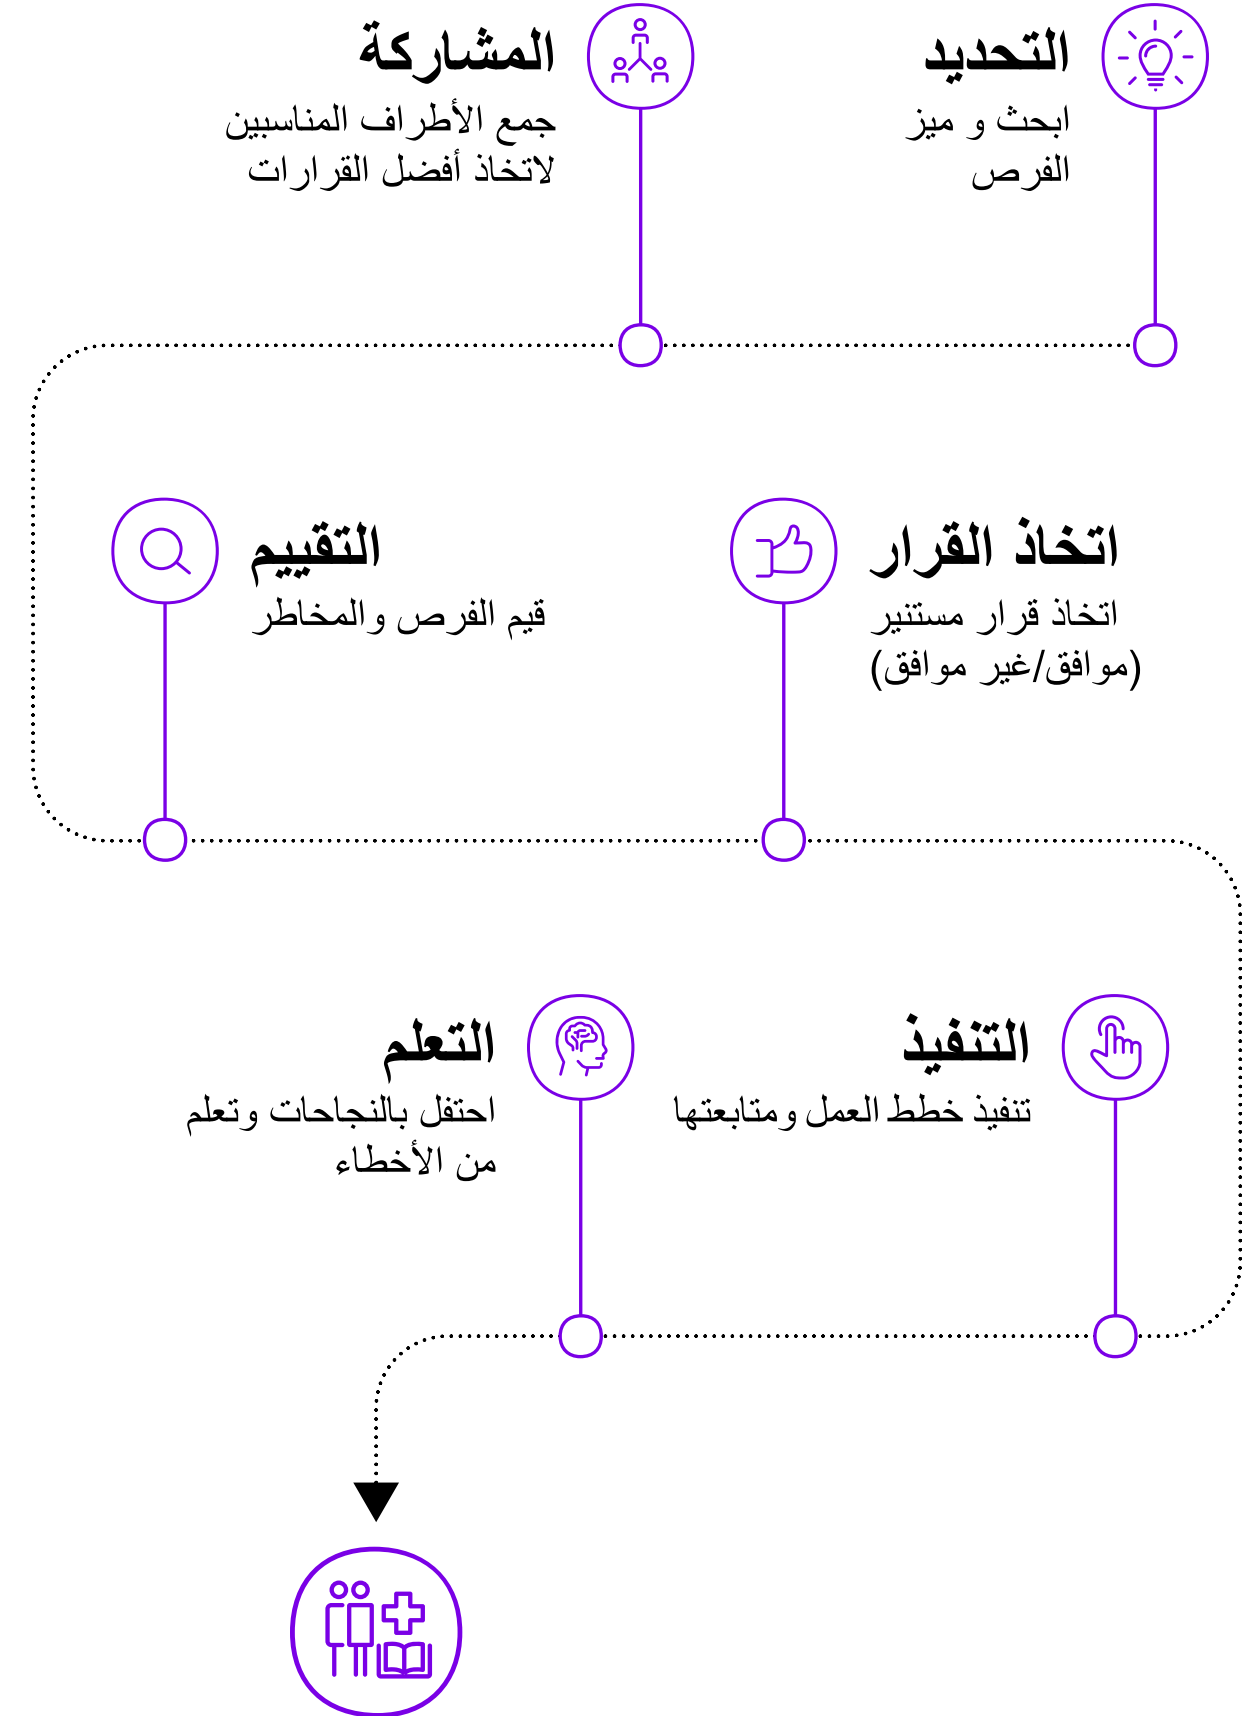 التحديد
ابحث و ميز
الفرص
المشاركة
جمع الأطراف المناسبين
لاتخاذ أفضل القرارات
التقييم
قيم الفرص والمخاطر
اتخاذ القرار
اتخاذ قرار مستنير
(موافق/غير موافق)
التنفيذ
تنفيذ خطط العمل ومتابعتها
التعلم
احتفل بالنجاحات وتعلم
من الأخطاء